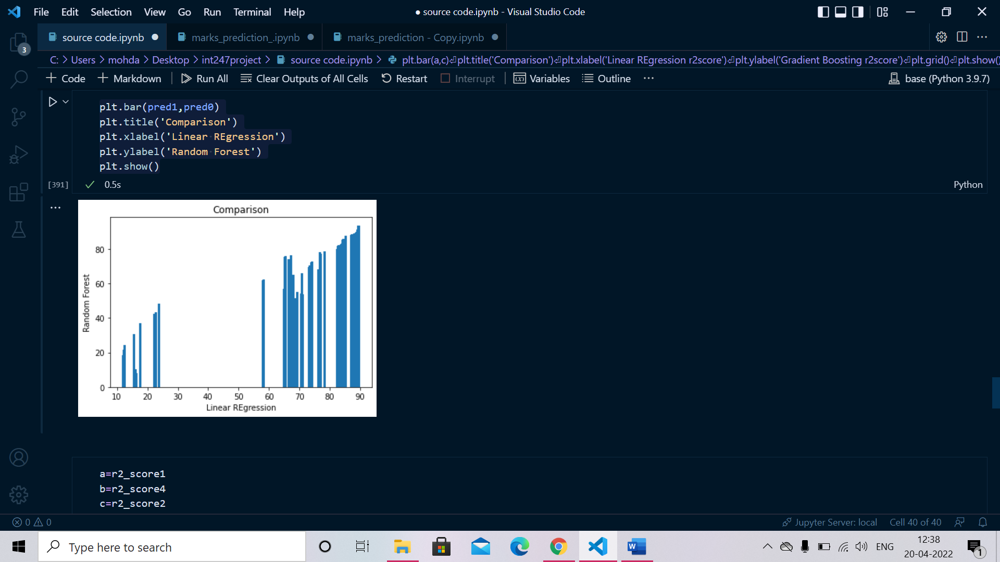 File Edit Selection View Go Run Terminal Help
● source code.ipynb - Visual Studio Code
source code.ipynb marks_prediction_.ipynb marks_prediction - Copy.ipynb
3
C: > Users > mohda > Desktop > int247project > source code.ipynb > plt.bar(a,c)⏎plt.title('Comparison')⏎plt.xlabel('Linear REgression r2score')⏎plt.ylabel('Gradient Boosting r2score')⏎plt.grid()⏎plt.show()
+ Code + Markdown | Run All Clear Outputs of All Cells Restart Interrupt | Variables Outline ··· base (Python 3.9.7)
plt.bar(pred1,pred0)
plt.title('Comparison')
plt.xlabel('Linear REgression')
plt.ylabel('Random Forest')
plt.show()
[391] ✓ 0.5s Python
Comparison
Random Forest
80
60
40
20
0
10 20 30 40 50 60 70 80 90
Linear REgression
a=r2_score1
b=r2_score4
c=r2_score2
0 0 Jupyter Server: local Cell 40 of 40
Type here to search
W
ENG
12:38
20-04-2022
1